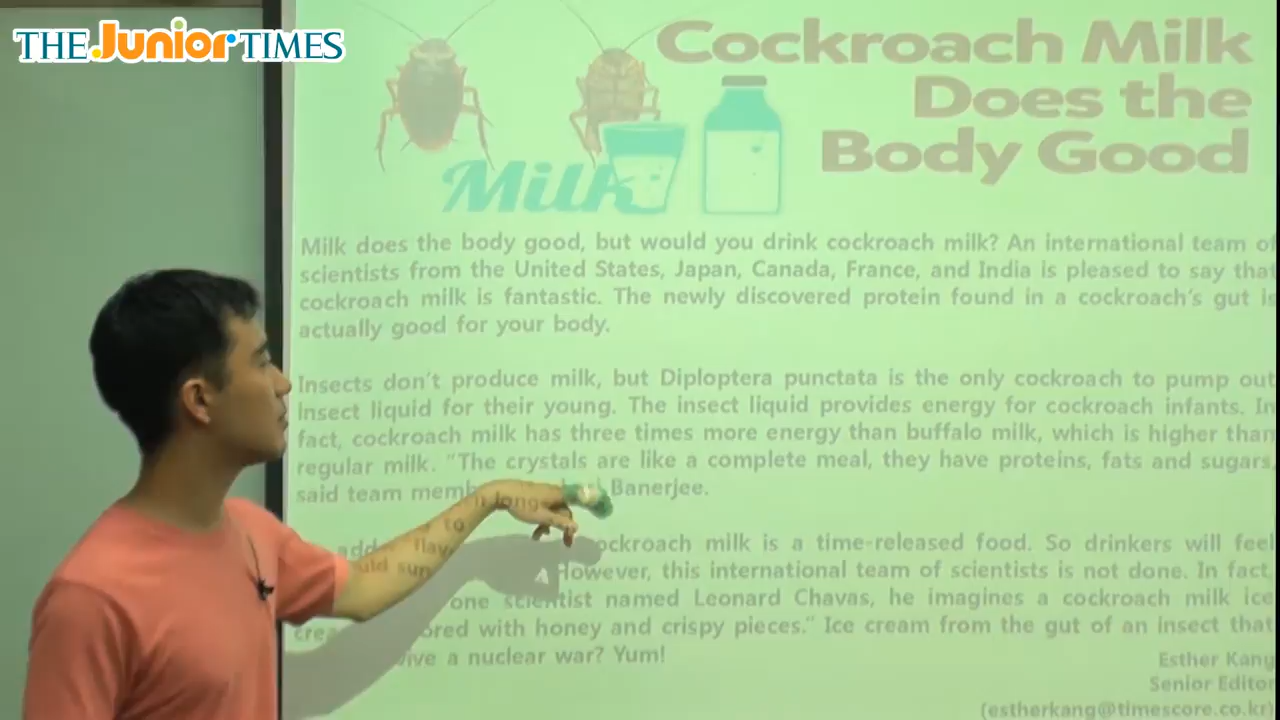 THE Junior TIMES
Cockroach Milk
Does the
Body Good
Milk
Milk does the body good, but would you drink cockroach milk? An international team of
scientists from the United States, Japan, Canada, France, and India is pleased to say that
cockroach milk is fantastic. The newly discovered protein found in a cockroach's gut is
actually good for your body.
Insects don't produce milk, but Diploptera punctata is the only cockroach to pump out
insect liquid for their young. The insect liquid provides energy for cockroach infants. In
fact, cockroach milk has three times more energy than buffalo milk, which is higher than
regular milk. "The crystals are like a complete meal, they have proteins, fats and sugars,
said team Banerjee.
cockroach milk is a time-released food. So drinkers will feel
However, this international team of scientists is not done. In fact,
to one scientist named Leonard Chavas, he imagines a cockroach milk ice
with honey and crispy pieces." Ice cream from the gut of an insect that
a nuclear war? Yum!
Esther Kang
Senior Editor
(estherkang@timescore.co.kr)